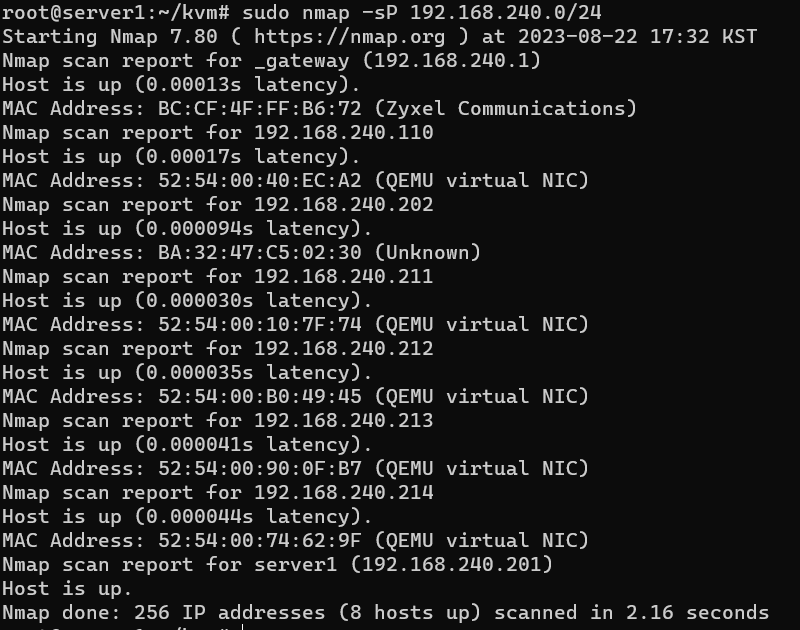 root@server1:~/kvm# sudo nmap -sP 192.168.240.0/24
Starting Nmap 7.80 ( https://nmap.org ) at 2023-08-22 17:32 KST
Nmap scan report for _gateway (192.168.240.1)
Host is up (0.00013s latency).
MAC Address: BC:CF:4F:FF:B6:72 (Zyxel Communications)
Nmap scan report for 192.168.240.110
Host is up (0.00017s latency).
MAC Address: 52:54:00:40:EC:A2 (QEMU virtual NIC)
Nmap scan report for 192.168.240.202
Host is up (0.000094s latency).
MAC Address: BA:32:47:C5:02:30 (Unknown)
Nmap scan report for 192.168.240.211
Host is up (0.000030s latency).
MAC Address: 52:54:00:10:7F:74 (QEMU virtual NIC)
Nmap scan report for 192.168.240.212
Host is up (0.000035s latency).
MAC Address: 52:54:00:B0:49:45 (QEMU virtual NIC)
Nmap scan report for 192.168.240.213
Host is up (0.000041s latency).
MAC Address: 52:54:00:90:0F:B7 (QEMU virtual NIC)
Nmap scan report for 192.168.240.214
Host is up (0.000044s latency).
MAC Address: 52:54:00:74:62:9F (QEMU virtual NIC)
Nmap scan report for server1 (192.168.240.201)
Host is up.
Nmap done: 256 IP addresses (8 hosts up) scanned in 2.16 seconds